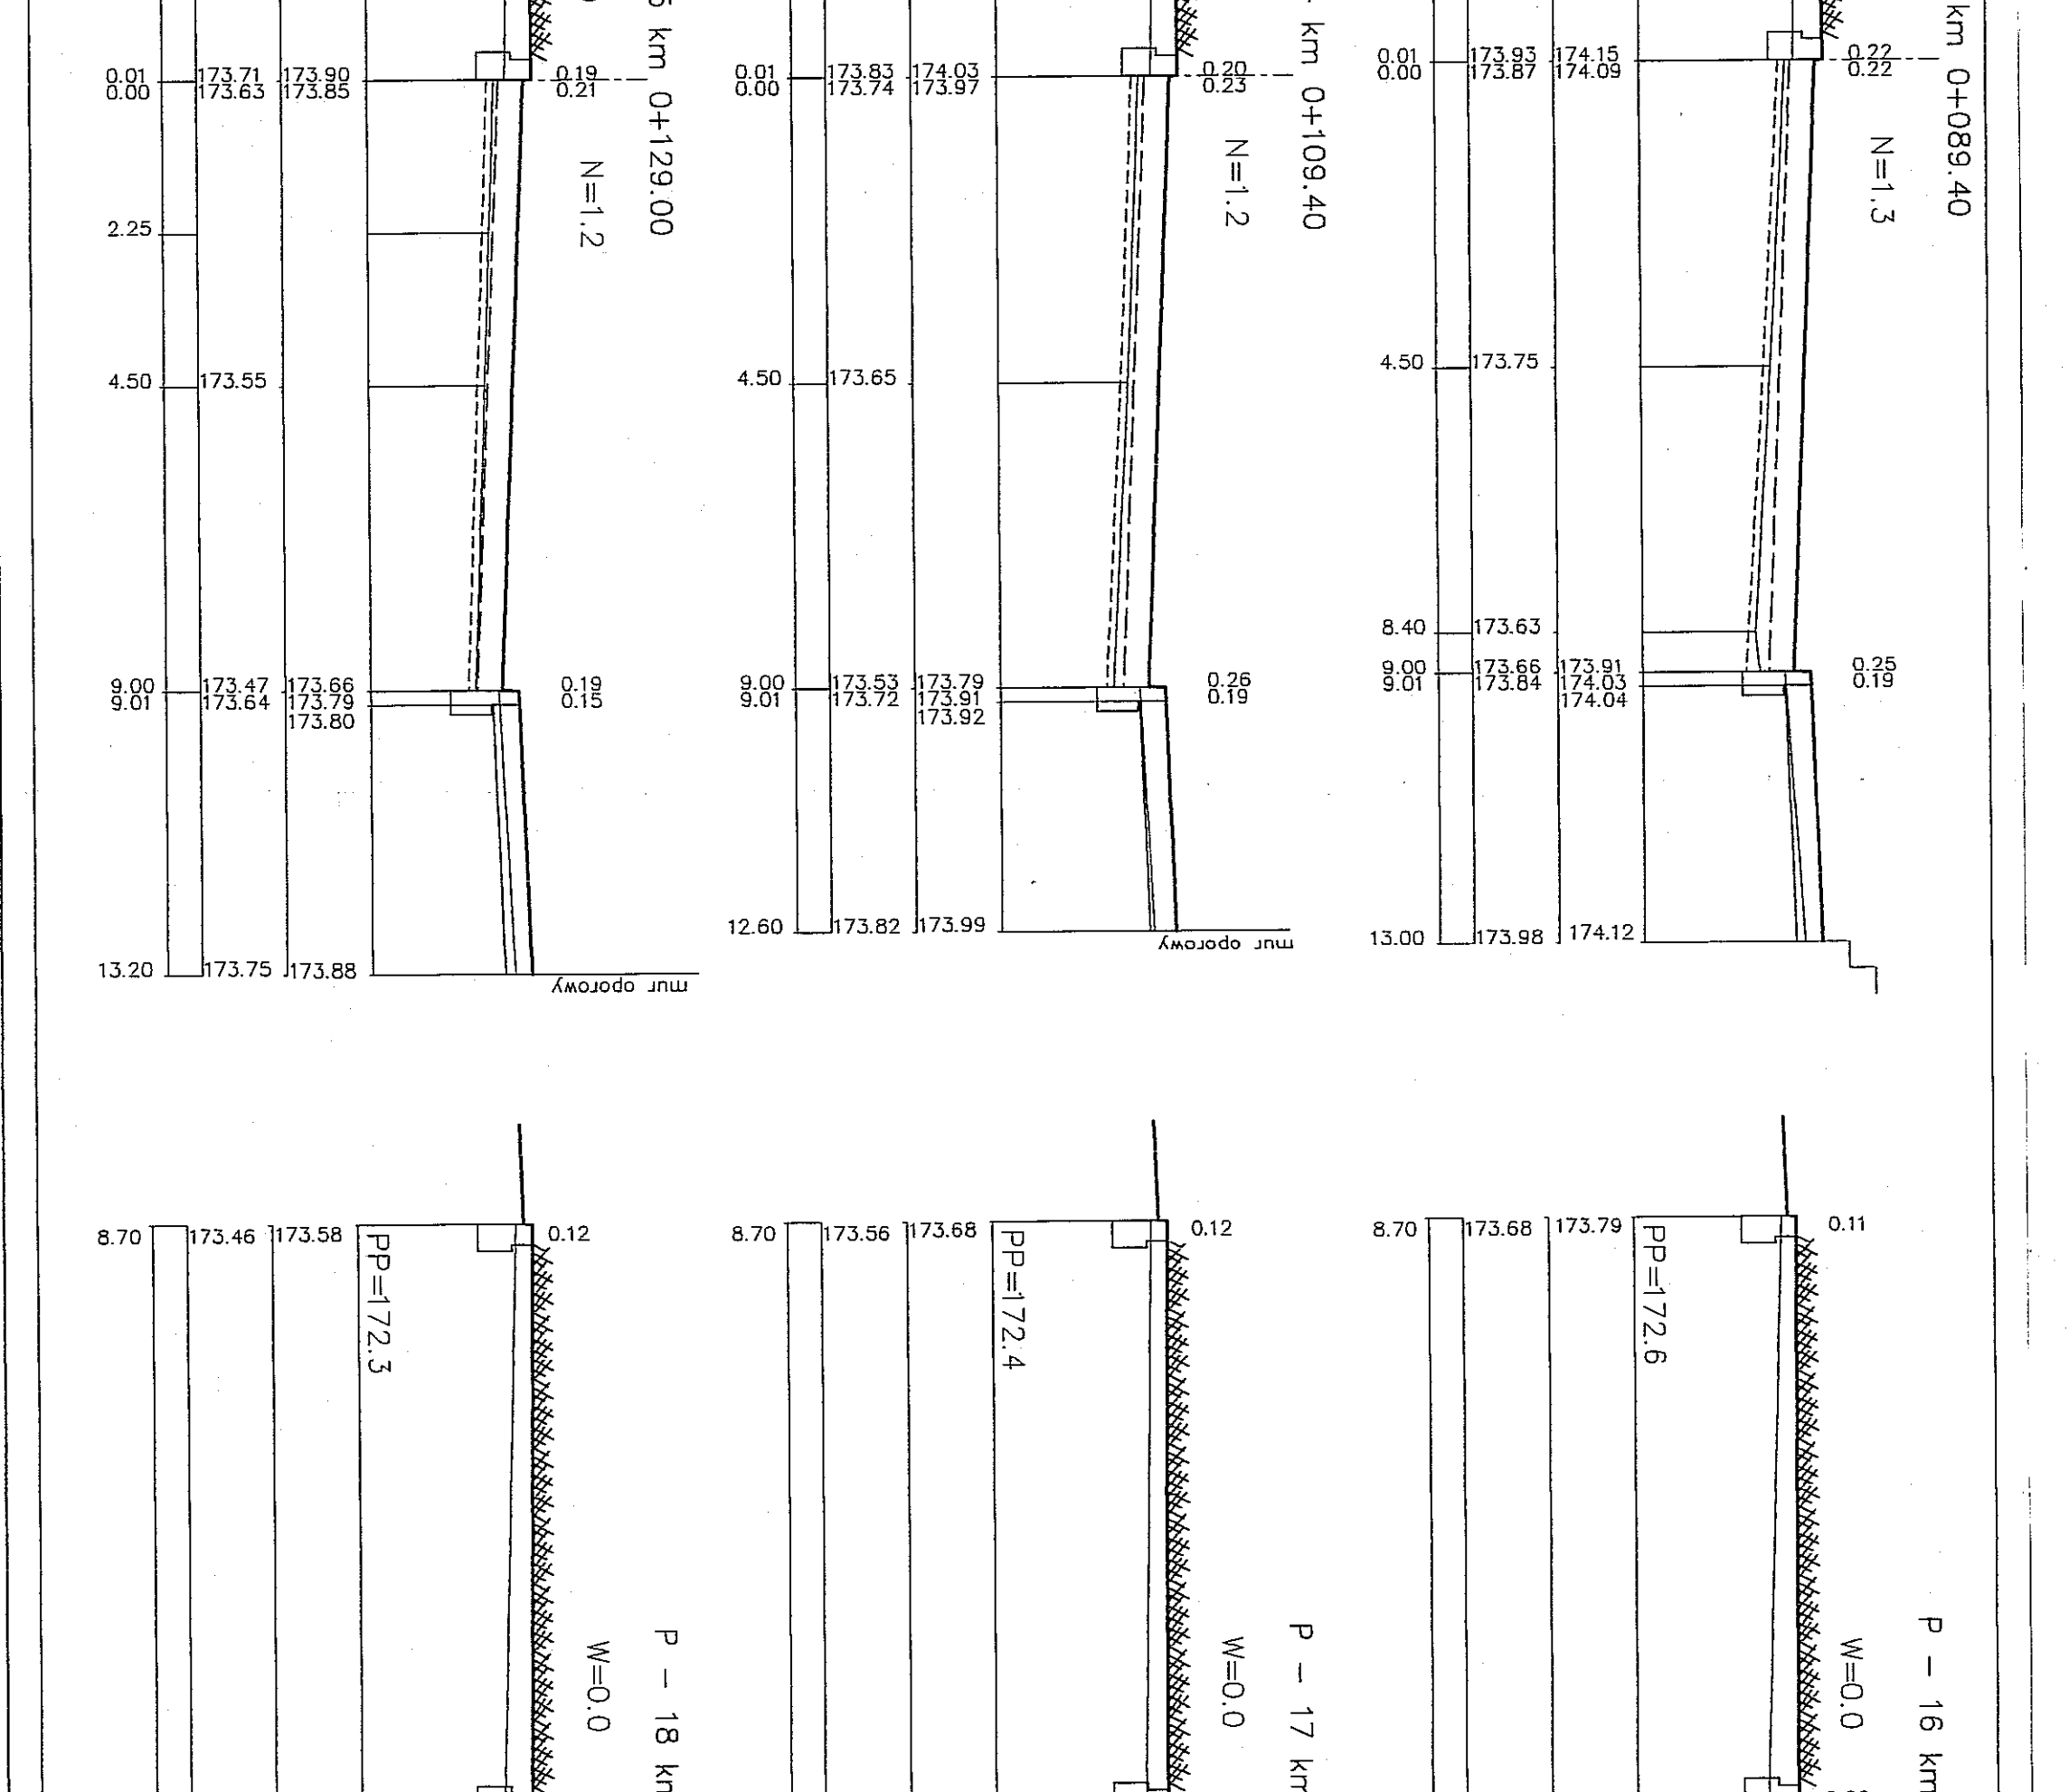 km 0+129.00
N=1.2
0.01 173.71 173.90 0.19
0.00 173.63 173.85 0.21
2.25
4.50 173.55
9.00 173.47 173.66 0.19
9.01 173.64 173.79 0.15
173.80
13.20 173.75 173.88
mur oporowy
km 0+109.40
N=1.2
0.01 173.83 174.03 0.20
0.00 173.74 173.97 0.23
4.50 173.65
9.00 173.53 173.79 0.26
9.01 173.72 173.91 0.19
173.92
12.60 173.82 173.99
mur oporowy
km 0+089.40
N=1.3
0.01 173.93 174.15 0.22
0.00 173.87 174.09 0.22
4.50 173.75
8.40 173.63
9.00 173.66 173.91 0.25
9.01 173.84 174.03 0.19
174.04
13.00 173.98 174.12
8.70 173.46 173.58 0.12
PP=172.3
W=0.0
P - 18
8.70 173.56 173.68 0.12
PP=172.4
W=0.0
P - 17 km
8.70 173.68 173.79 0.11
PP=172.6
W=0.0
P - 16 km